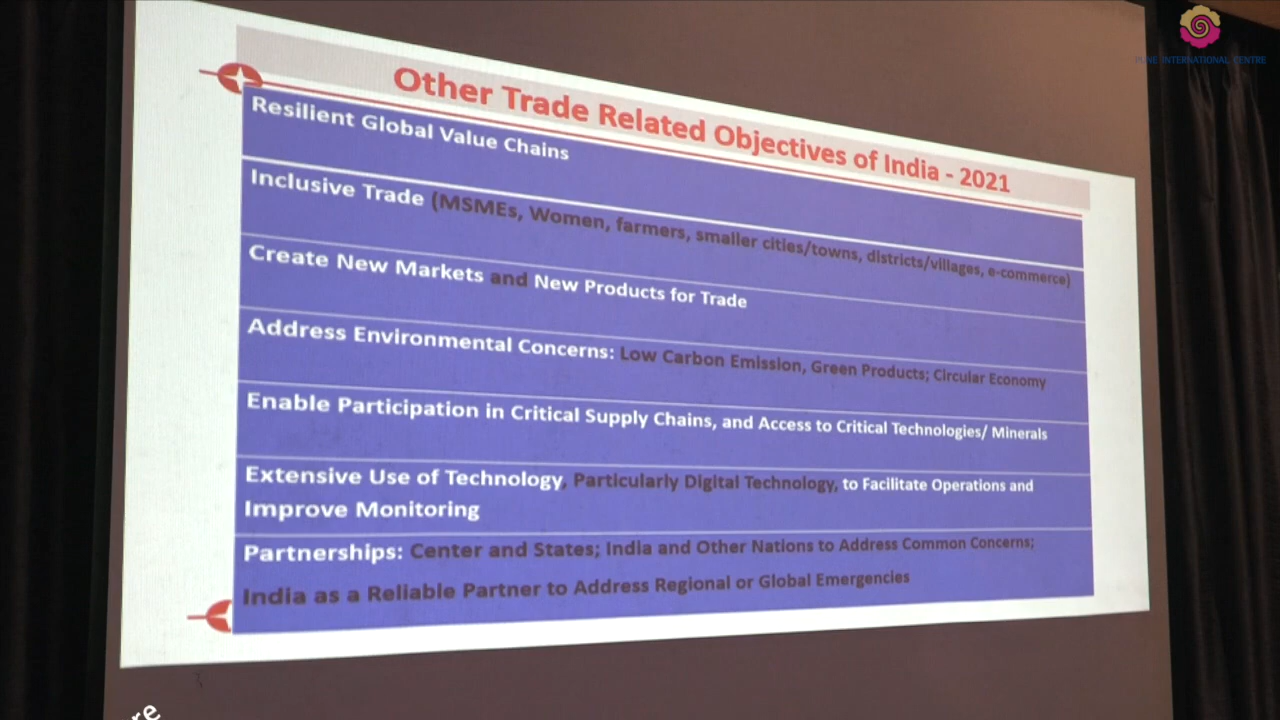 PUNE INTERNATIONAL CENTRE
Other Trade Related Objectives of India - 2021
Resilient Global Value Chains
Inclusive Trade (MSMEs, Women, farmers, smaller cities/towns, districts/villages, e-commerce)
Create New Markets and New Products for Trade
Address Environmental Concerns: Low Carbon Emission, Green Products; Circular Economy
Enable Participation in Critical Supply Chains, and Access to Critical Technologies/ Minerals
Extensive Use of Technology, Particularly Digital Technology, to Facilitate Operations and
Improve Monitoring
Partnerships: Center and States; India and Other Nations to Address Common Concerns;
India as a Reliable Partner to Address Regional or Global Emergencies
re